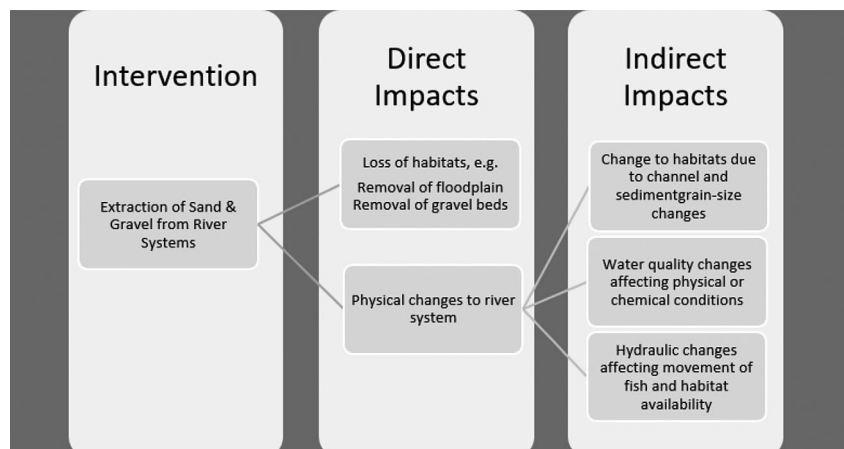 Intervention
Extraction of Sand &
Gravel from River
Systems
Direct
Impacts
Loss of habitats, e.g.
Removal of floodplain
Removal of gravel beds
Physical changes to river
system
Indirect
Impacts
Change to habitats due
to channel and
sedimentgrain-size
changes
Water quality changes
affecting physical or
chemical conditions
Hydraulic changes
affecting movement of
fish and habitat
availability